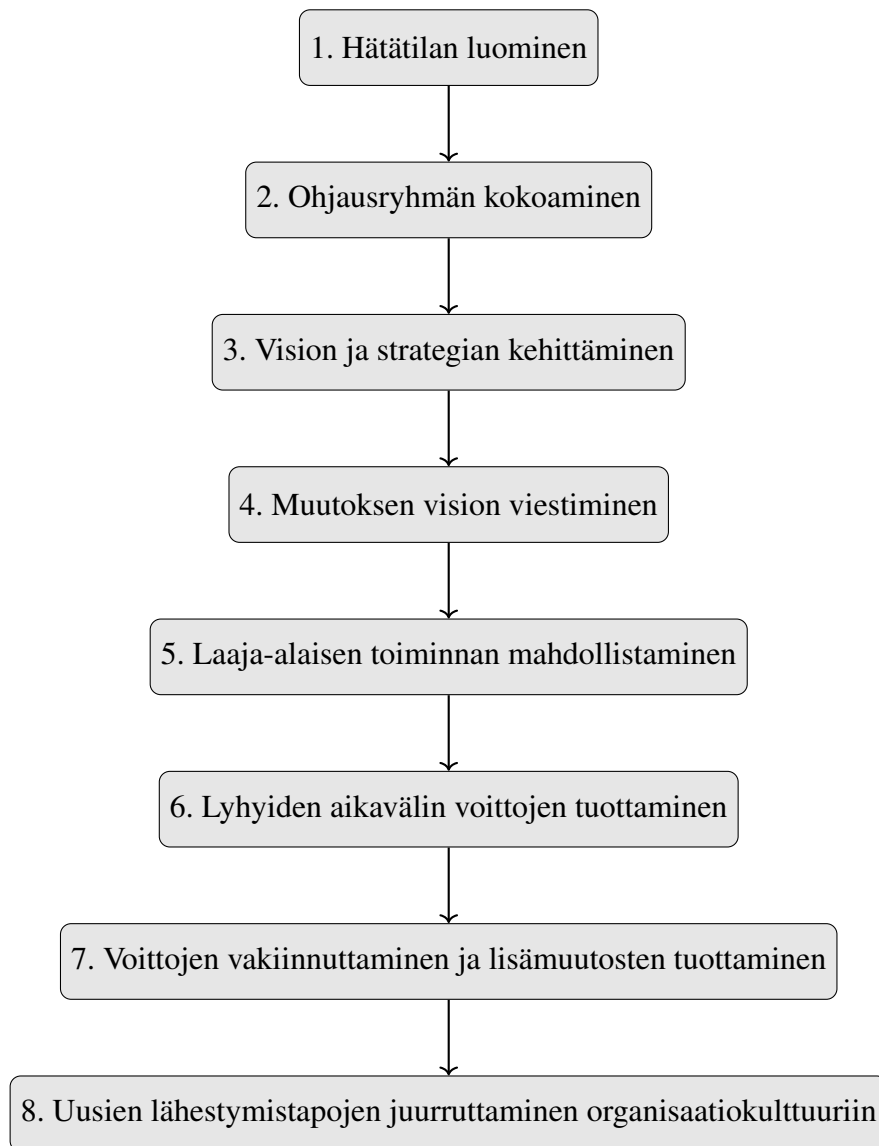 1. Hätätilan luominen
2. Ohjausryhmän kokoaminen
3. Vision ja strategian kehittäminen
4. Muutoksen vision viestiminen
5. Laaja-alaisen toiminnan mahdollistaminen
6. Lyhyiden aikavälin voittojen tuottaminen
7. Voittojen vakiinnuttaminen ja lisämuutosten tuottaminen
8. Uusien lähestymistapojen juurruttaminen organisaatiokulttuuriin